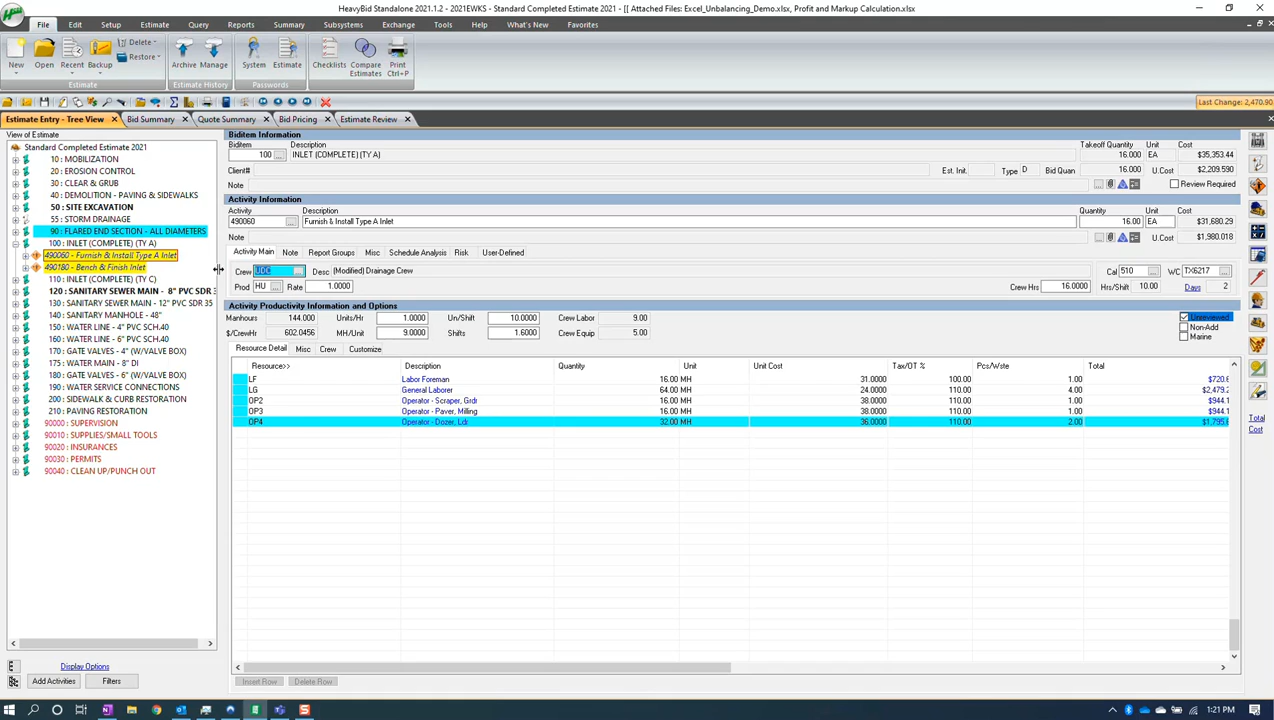 HeavyBid Standalone 2021.1.2 - Standard Completed Estimate 2021 - 2021EWKS - [[ Attached Files: Excel_Unbalancing_Demo.xlsx, Profit and Markup Calculation.xlsx]
File Edit Setup Estimate Query Reports Summary Subsystems Exchange Tools Help What's New Favorites
New Open Recent Backup Delete Restore Archive Manage System Estimate Checklists Compare Estimates Print Ctrl+P
Estimate Estimate History Passwords
Last Change: 2,470.90
Estimate Entry - Tree View Bid Summary Quote Summary Bid Pricing Estimate Review
View of Estimate
Standard Completed Estimate 2021
10 : MOBILIZATION
20 : EROSION CONTROL
30 : CLEAR & GRUB
40 : DEMOLITION - PAVING & SIDEWALKS
50 : SITE EXCAVATION
55 : STORM DRAINAGE
90 : FLARED END SECTION - ALL DIAMETERS
100 : INLET (COMPLETE) (TY A)
490060 - Furnish & Install Type A Inlet
490180 - Bench & Finish Inlet
110 : INLET (COMPLETE) (TY C)
120 : SANITARY SEWER MAIN - 8" PVC SDR 3
130 : SANITARY SEWER MAIN - 12" PVC SDR 35
140 : SANITARY MANHOLE - 48"
150 : WATER LINE - 4" PVC SCH.40
160 : WATER LINE - 6" PVC SCH.40
170 : GATE VALVES - 4" (W/VALVE BOX)
175 : WATER MAIN - 8" DI
180 : GATE VALVES - 6" (W/VALVE BOX)
190 : WATER SERVICE CONNECTIONS
200 : SIDEWALK & CURB RESTORATION
210 : PAVING RESTORATION
90000 : SUPERVISION
90010 : SUPPLIES/SMALL TOOLS
90020 : INSURANCES
90030 : PERMITS
90040 : CLEAN UP/PUNCH OUT
Display Options
Add Activities Filters
Biditem Information
Biditem Description Takeoff Quantity Unit Cost
100 ... INLET (COMPLETE) (TY A) 16.000 EA $35,353.44
Client# Est. Init. Type D Bid Quan 16.000 U.Cost $2,209.590
Note Review Required
Activity Information
Activity Description Quantity Unit Cost
490060 ... Furnish & Install Type A Inlet 16.00 EA $31,680.29
Note U.Cost $1,980.018
Activity Main Note Report Groups Misc Schedule Analysis Risk User-Defined
Crew UDC ... Desc (Modified) Drainage Crew Cal 510 ... WC TX6217 ...
Prod HU ... Rate 1.0000 Crew Hrs 16.0000 Hrs/Shift 10.00 Days 2
Activity Productivity Information and Options
Manhours 144.000 Units/Hr 1.0000 Un/Shift 10.0000 Crew Labor 9.00 Unreviewed
$/CrewHr 602.0456 MH/Unit 9.0000 Shifts 1.6000 Crew Equip 5.00 Non-Add
Marine
Resource Detail Misc Crew Customize
Resource>> Description Quantity Unit Unit Cost Tax/OT % Pcs/Wste Total
LF Labor Foreman 16.00 MH 31.0000 100.00 1.00 $720.6
LG General Laborer 64.00 MH 24.0000 110.00 4.00 $2,479.2
OP2 Operator - Scraper, Grdr 16.00 MH 38.0000 110.00 1.00 $944.1
OP3 Operator - Paver, Milling 16.00 MH 38.0000 110.00 1.00 $944.1
OP4 Operator - Dozer, Ldr 32.00 MH 36.0000 110.00 2.00 $1,795.6
Insert Row Delete Row
Total
Cost
1:21 PM